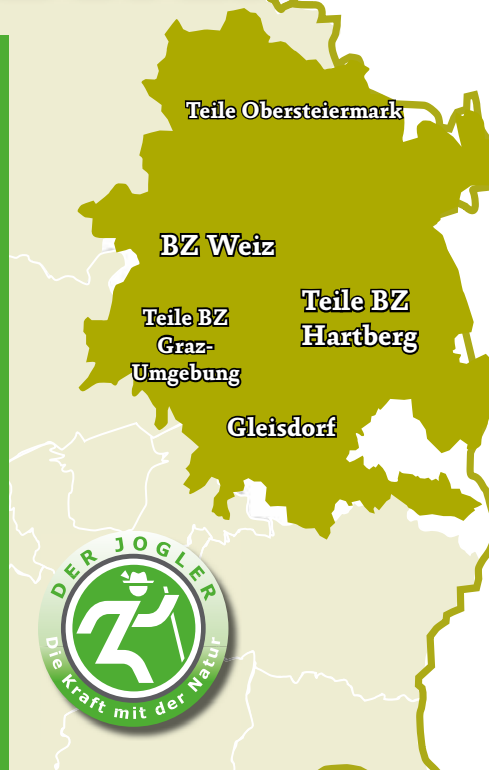 Teile Obersteiermark
BZ Weiz
Teile BZ
Hartberg
Teile BZ
Graz-
Umgebung
Gleisdorf
DER JOGLER
Die Kraft mit der Natur